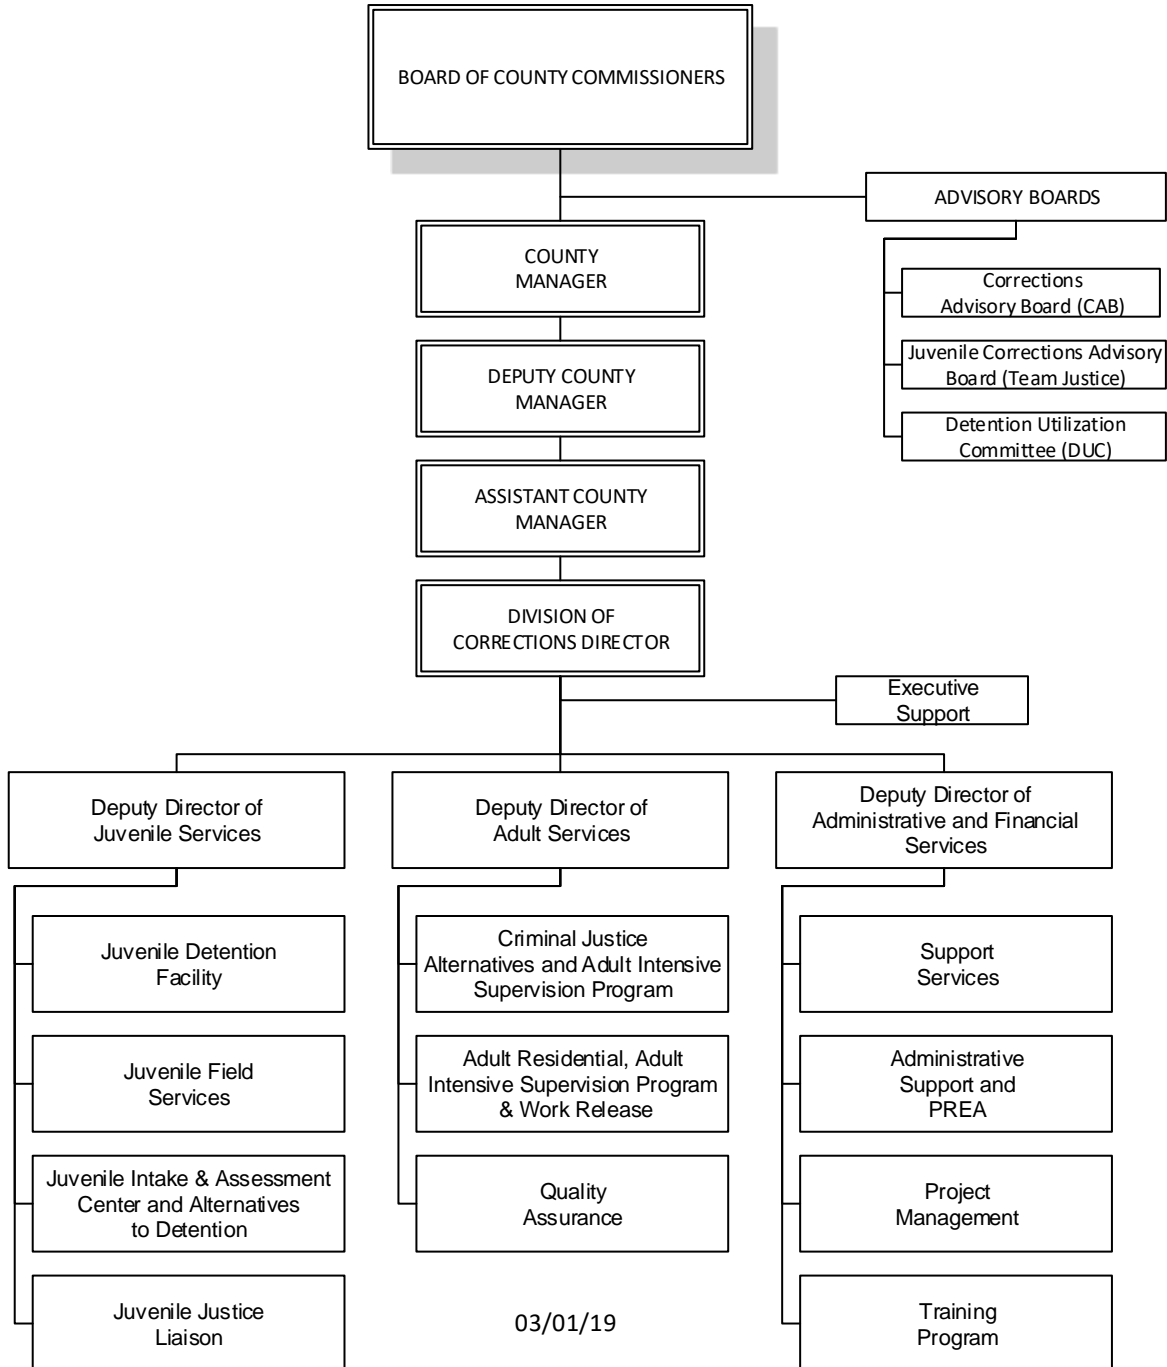 BOARD OF COUNTY COMMISSIONERS
ADVISORY BOARDS
COUNTY
MANAGER
Corrections
Advisory Board (CAB)
Juvenile Corrections Advisory
Board (Team Justice)
DEPUTY COUNTY
MANAGER
Detention Utilization
Committee (DUC)
ASSISTANT COUNTY
MANAGER
DIVISION OF
CORRECTIONS DIRECTOR
Executive
Support
Deputy Director of
Juvenile Services
Deputy Director of
Adult Services
Deputy Director of
Administrative and Financial
Services
Juvenile Detention
Facility
Criminal Justice
Alternatives and Adult Intensive
Supervision Program
Support
Services
Juvenile Field
Services
Adult Residential, Adult
Intensive Supervision Program
& Work Release
Administrative
Support and
PREA
Juvenile Intake & Assessment
Center and Alternatives
to Detention
Quality
Assurance
Project
Management
Juvenile Justice
Liaison
03/01/19
Training
Program